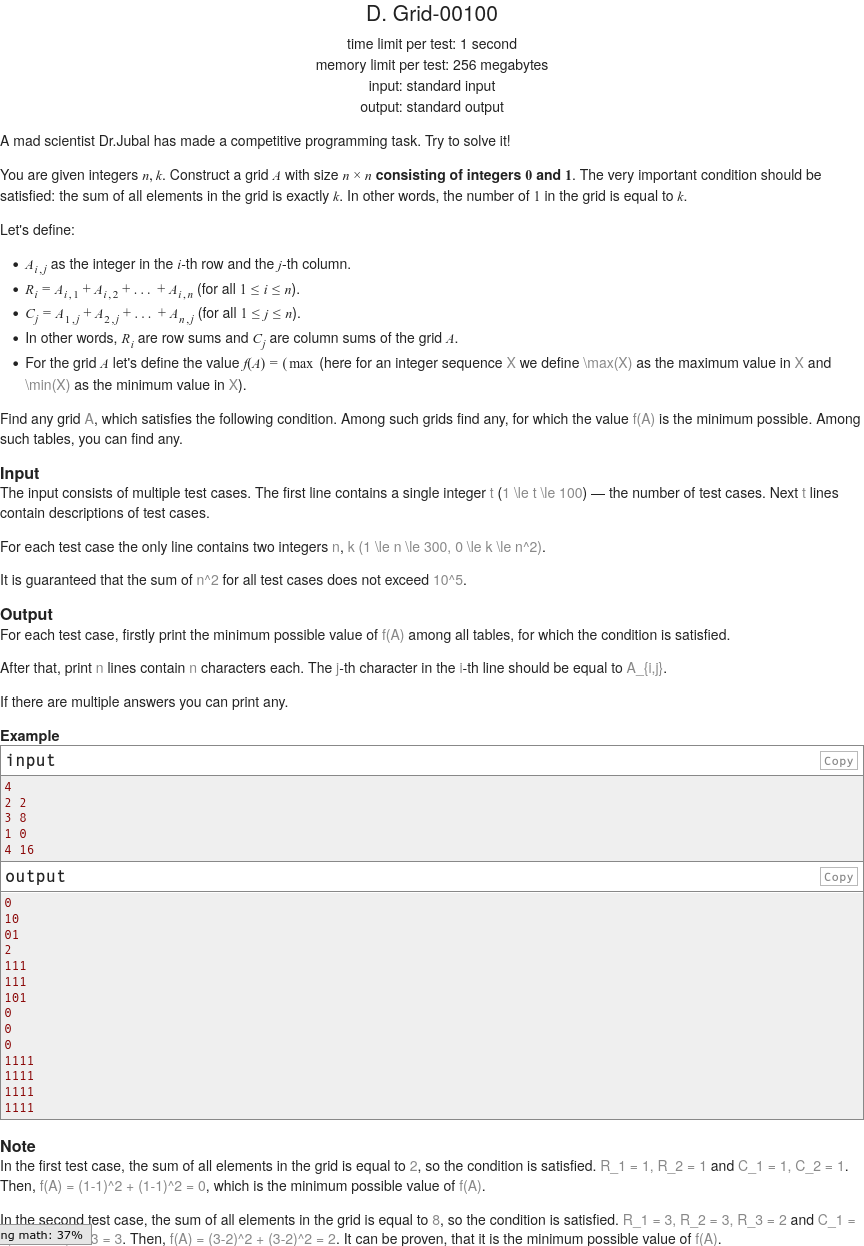 D. Grid-00100
time limit per test: 1 second
memory limit per test: 256 megabytes
input: standard input
output: standard output
A mad scientist Dr.Jubal has made a competitive programming task. Try to solve it!
You are given integers n, k. Construct a grid A with size n × n consisting of integers 0 and 1. The very important condition should be
satisfied: the sum of all elements in the grid is exactly k. In other words, the number of 1 in the grid is equal to k.
Let's define:
• A_{i,j} as the integer in the i-th row and the j-th column.
• R_i = A_{i,1} + A_{i,2} + . . . + A_{i,n} (for all 1 ≤ i ≤ n).
• C_j = A_{1,j} + A_{2,j} + . . . + A_{n,j} (for all 1 ≤ j ≤ n).
• In other words, R_i are row sums and C_j are column sums of the grid A.
• For the grid A let's define the value f(A) = (max (here for an integer sequence X we define \max(X) as the maximum value in X and
\min(X) as the minimum value in X).
Find any grid A, which satisfies the following condition. Among such grids find any, for which the value f(A) is the minimum possible. Among
such tables, you can find any.
Input
The input consists of multiple test cases. The first line contains a single integer t (1 \le t \le 100) — the number of test cases. Next t lines
contain descriptions of test cases.
For each test case the only line contains two integers n, k (1 \le n \le 300, 0 \le k \le n^2).
It is guaranteed that the sum of n^2 for all test cases does not exceed 10^5.
Output
For each test case, firstly print the minimum possible value of f(A) among all tables, for which the condition is satisfied.
After that, print n lines contain n characters each. The j-th character in the i-th line should be equal to A_{i,j}.
If there are multiple answers you can print any.
Example
input Copy
4
2 2
3 8
1 0
4 16
output Copy
0
10
01
2
111
111
101
0
0
0
1111
1111
1111
1111
Note
In the first test case, the sum of all elements in the grid is equal to 2, so the condition is satisfied. R_1 = 1, R_2 = 1 and C_1 = 1, C_2 = 1.
Then, f(A) = (1-1)^2 + (1-1)^2 = 0, which is the minimum possible value of f(A).
In the second test case, the sum of all elements in the grid is equal to 8, so the condition is satisfied. R_1 = 3, R_2 = 3, R_3 = 2 and C_1 =
ng math: 37% 3 = 3. Then, f(A) = (3-2)^2 + (3-2)^2 = 2. It can be proven, that it is the minimum possible value of f(A).